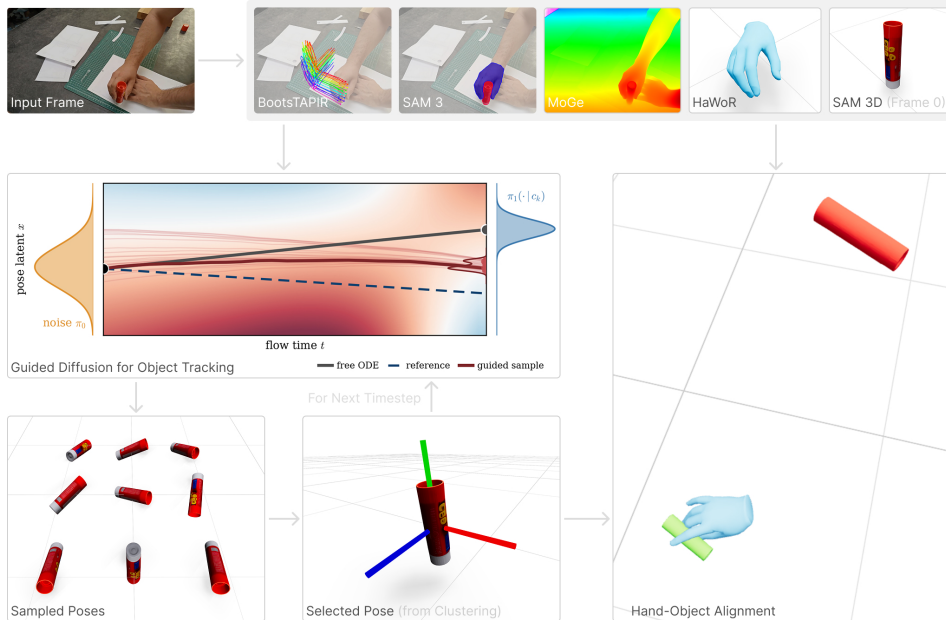 Input Frame
BootsTAPIR
SAM 3
MoGe
HaWoR
SAM 3D (Frame 0)
pose latent x
noise π₀
π₁(· | cₖ)
flow time t
free ODE
reference
guided sample
Guided Diffusion for Object Tracking
For Next Timestep
Sampled Poses
Selected Pose (from Clustering)
Hand-Object Alignment